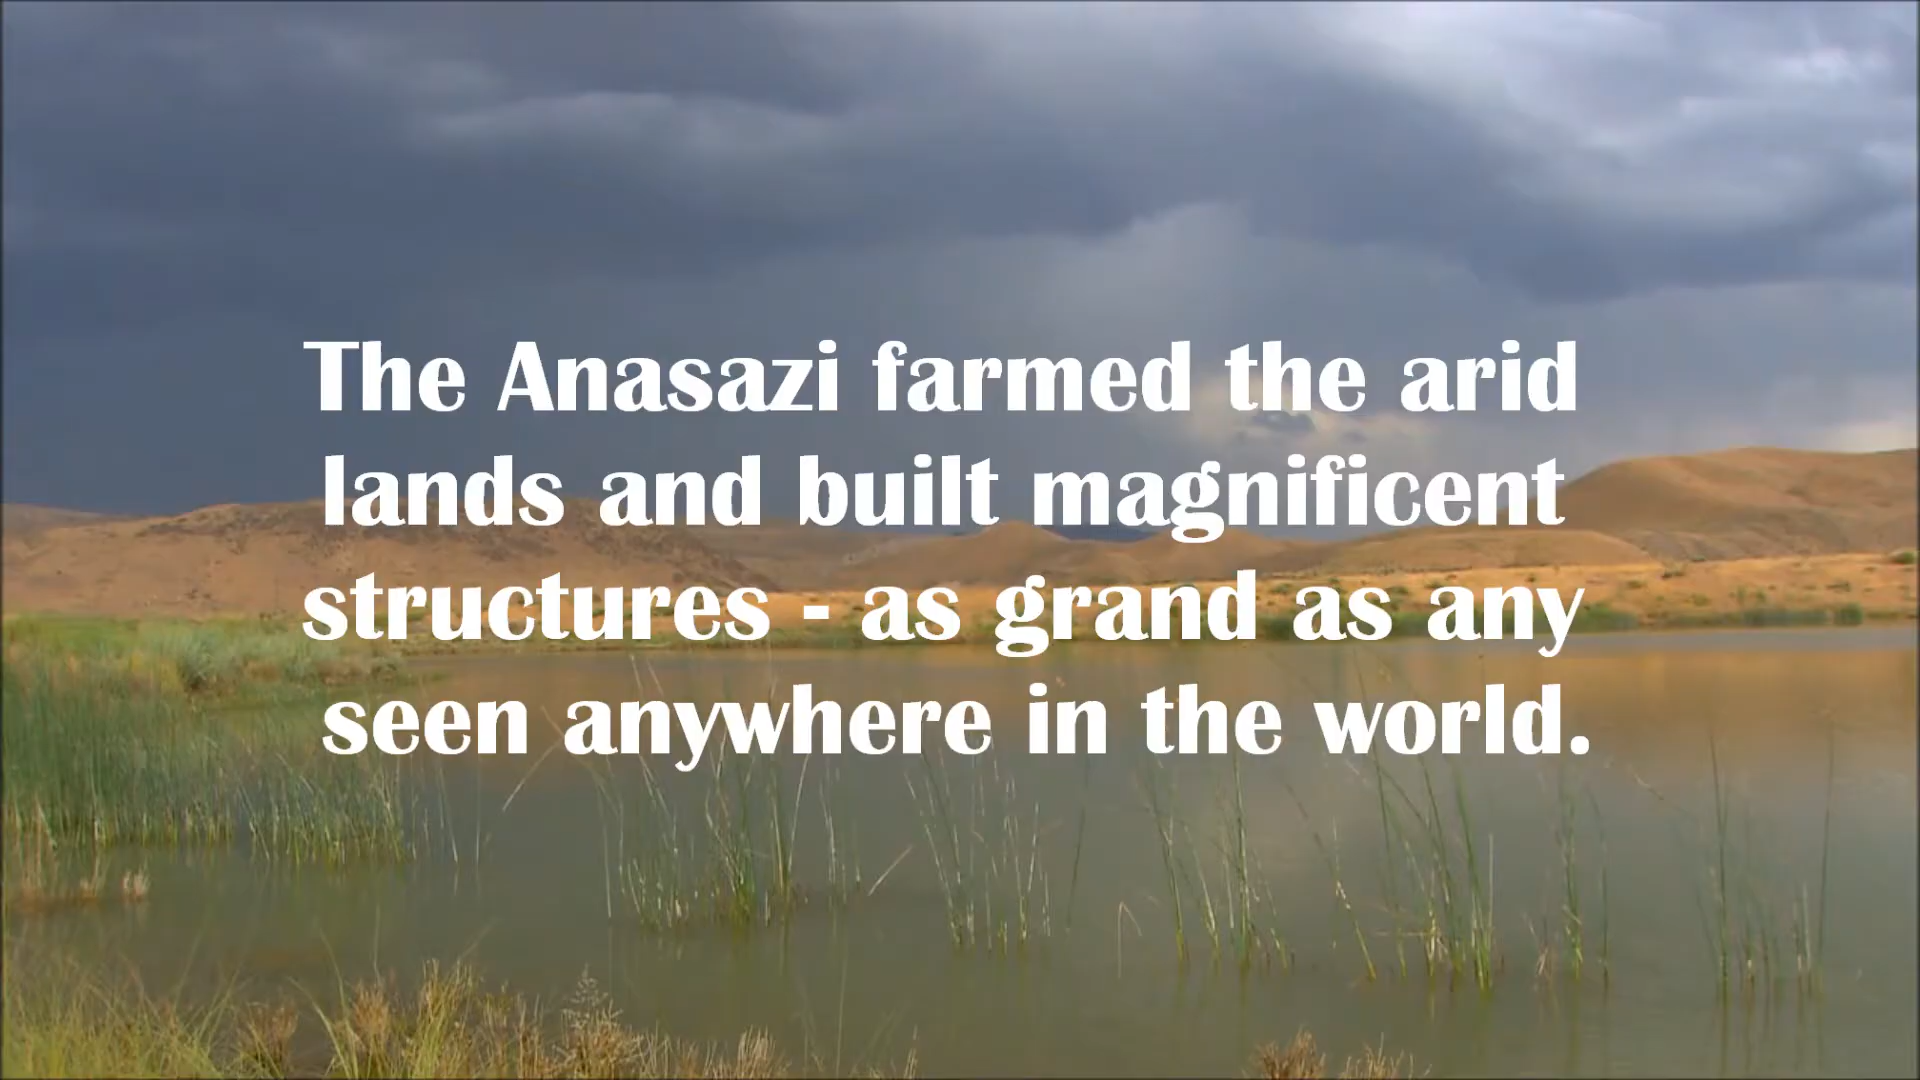 The Anasazi farmed the arid
lands and built magnificent
structures - as grand as any
seen anywhere in the world.